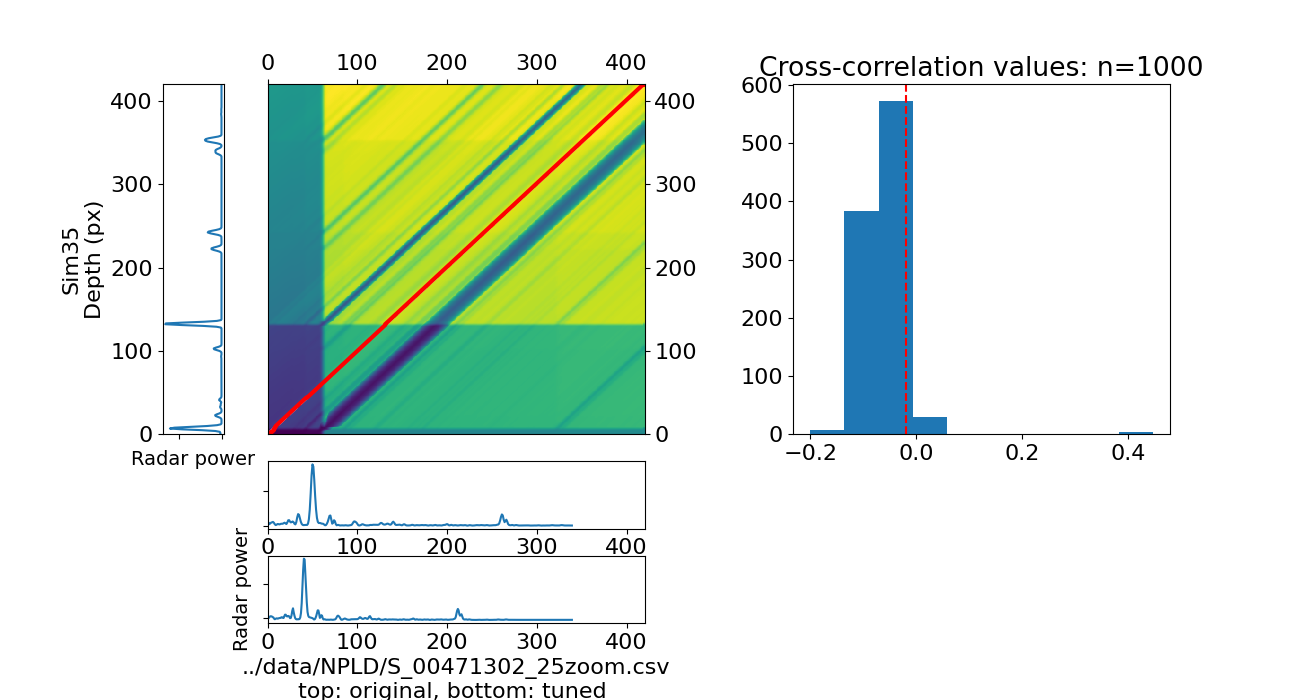 Cross-correlation values: n=1000
0 100 200 300 400
400
300
200
100
0
Sim35
Depth (px)
Radar power
400
300
200
100
0
600
500
400
300
200
100
0
−0.2 0.0 0.2 0.4
0 100 200 300 400
Radar power
0 100 200 300 400
../data/NPLD/S_00471302_25zoom.csv
top: original, bottom: tuned